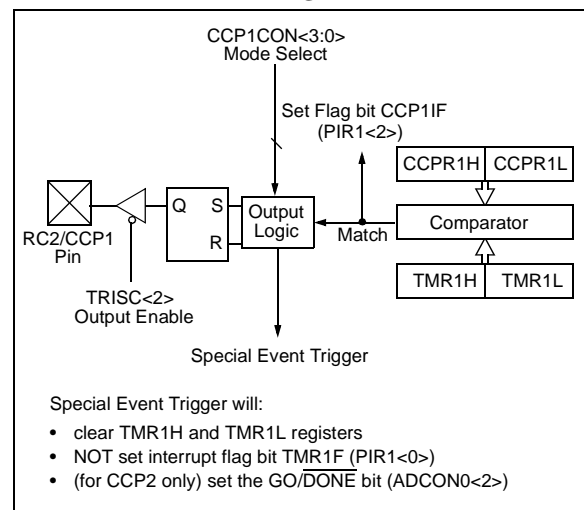 CCP1CON<3:0>
Mode Select
Set Flag bit CCP1IF
(PIR1<2>)
CCPR1H CCPR1L
Q S
R
Output
Logic
Match
Comparator
RC2/CCP1
Pin
TRISC<2>
Output Enable
TMR1H TMR1L
Special Event Trigger
Special Event Trigger will:
• clear TMR1H and TMR1L registers
• NOT set interrupt flag bit TMR1F (PIR1<0>)
• (for CCP2 only) set the GO/DONE bit (ADCON0<2>)